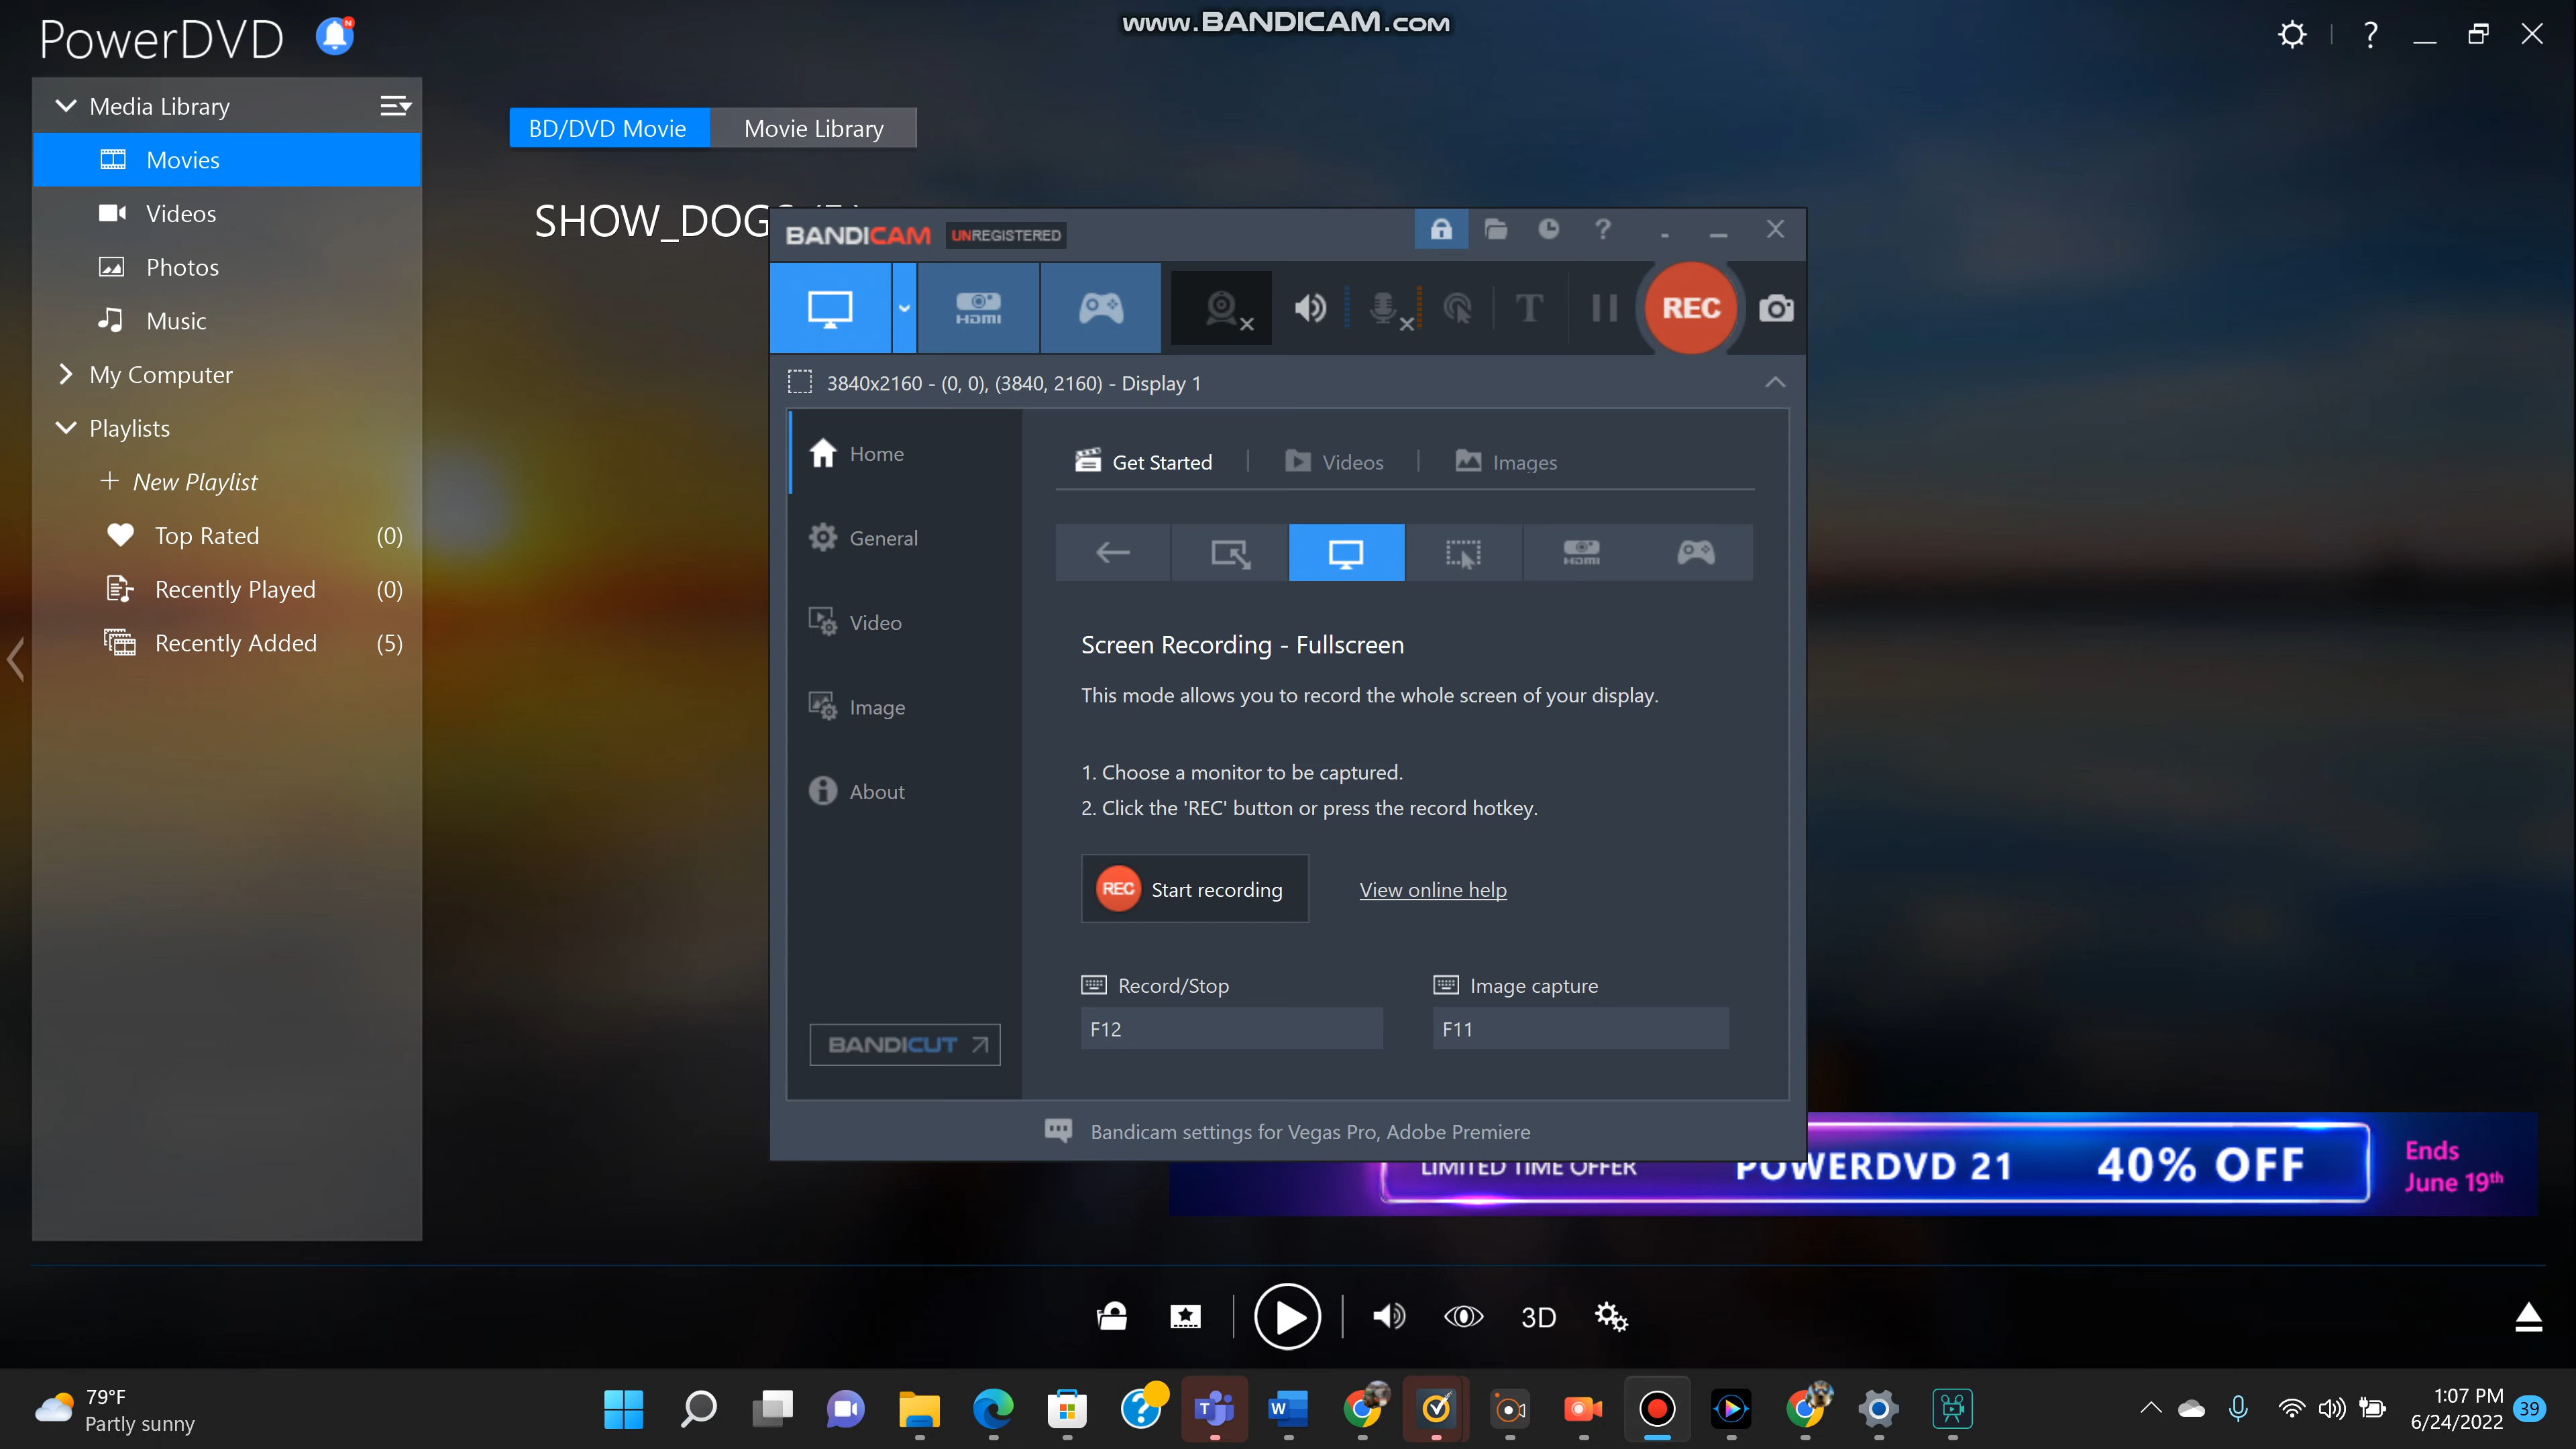 PowerDVD
N
www.BANDICAM.com
Media Library
Movies
Videos
Photos
Music
My Computer
Playlists
New Playlist
Top Rated (0)
Recently Played (0)
Recently Added (5)
BD/DVD Movie
Movie Library
SHOW_DOGS
BANDICAM
UNREGISTERED
?
HDMI
T
REC
3840x2160 - (0, 0), (3840, 2160) - Display 1
Home
General
Video
Image
About
BANDICUT
Get Started
Videos
Images
HDMI
Screen Recording - Fullscreen
This mode allows you to record the whole screen of your display.
1. Choose a monitor to be captured.
2. Click the 'REC' button or press the record hotkey.
REC Start recording
View online help
Record/Stop
F12
Image capture
F11
Bandicam settings for Vegas Pro, Adobe Premiere
LIMITED TIME OFFER
POWERDVD 21
40% OFF
Ends
June 19th
3D
79°F
Partly sunny
1:07 PM
6/24/2022
39